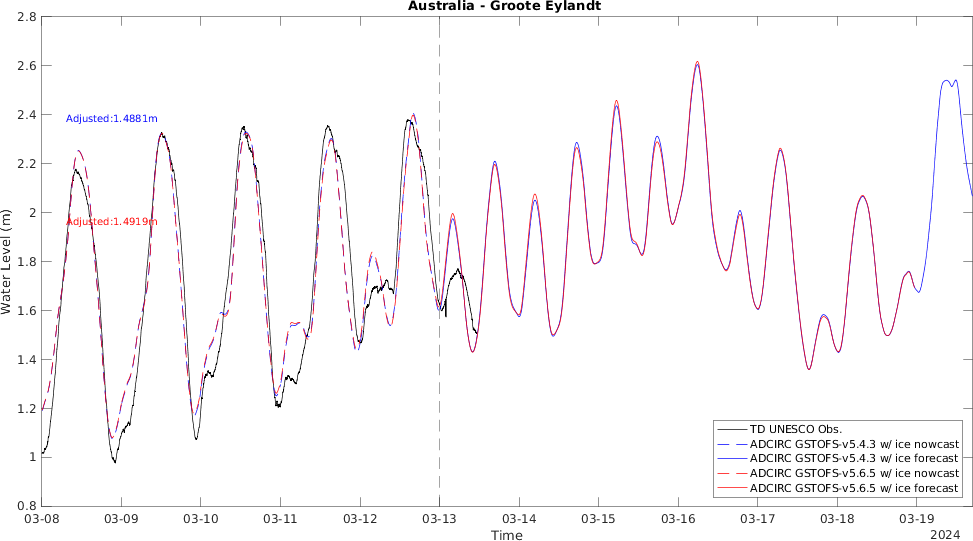 Australia - Groote Eylandt
2.8
2.6
2.4
2.2
2
1.8
1.6
1.4
1.2
1
0.8
Water Level (m)
Adjusted:1.4881m
Adjusted:1.4919m
TD UNESCO Obs.
ADCIRC GSTOFS-v5.4.3 w/ ice nowcast
ADCIRC GSTOFS-v5.4.3 w/ ice forecast
ADCIRC GSTOFS-v5.6.5 w/ ice nowcast
ADCIRC GSTOFS-v5.6.5 w/ ice forecast
03-08 03-09 03-10 03-11 03-12 03-13 03-14 03-15 03-16 03-17 03-18 03-19
Time
2024